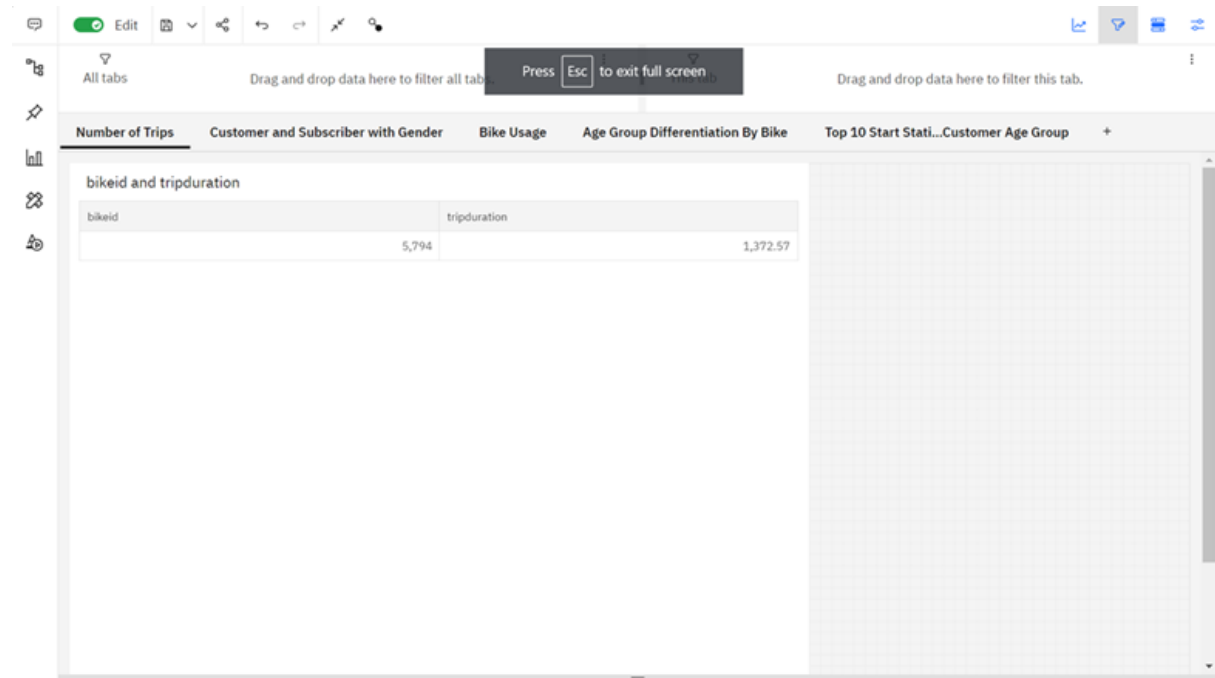 Edit
All tabs
Drag and drop data here to filter all tabs.
Press Esc to exit full screen
Drag and drop data here to filter this tab.
Number of Trips
Customer and Subscriber with Gender
Bike Usage
Age Group Differentiation By Bike
Top 10 Start Stati...Customer Age Group
+
bikeid and tripduration
bikeid
tripduration
5,794
1,372.57